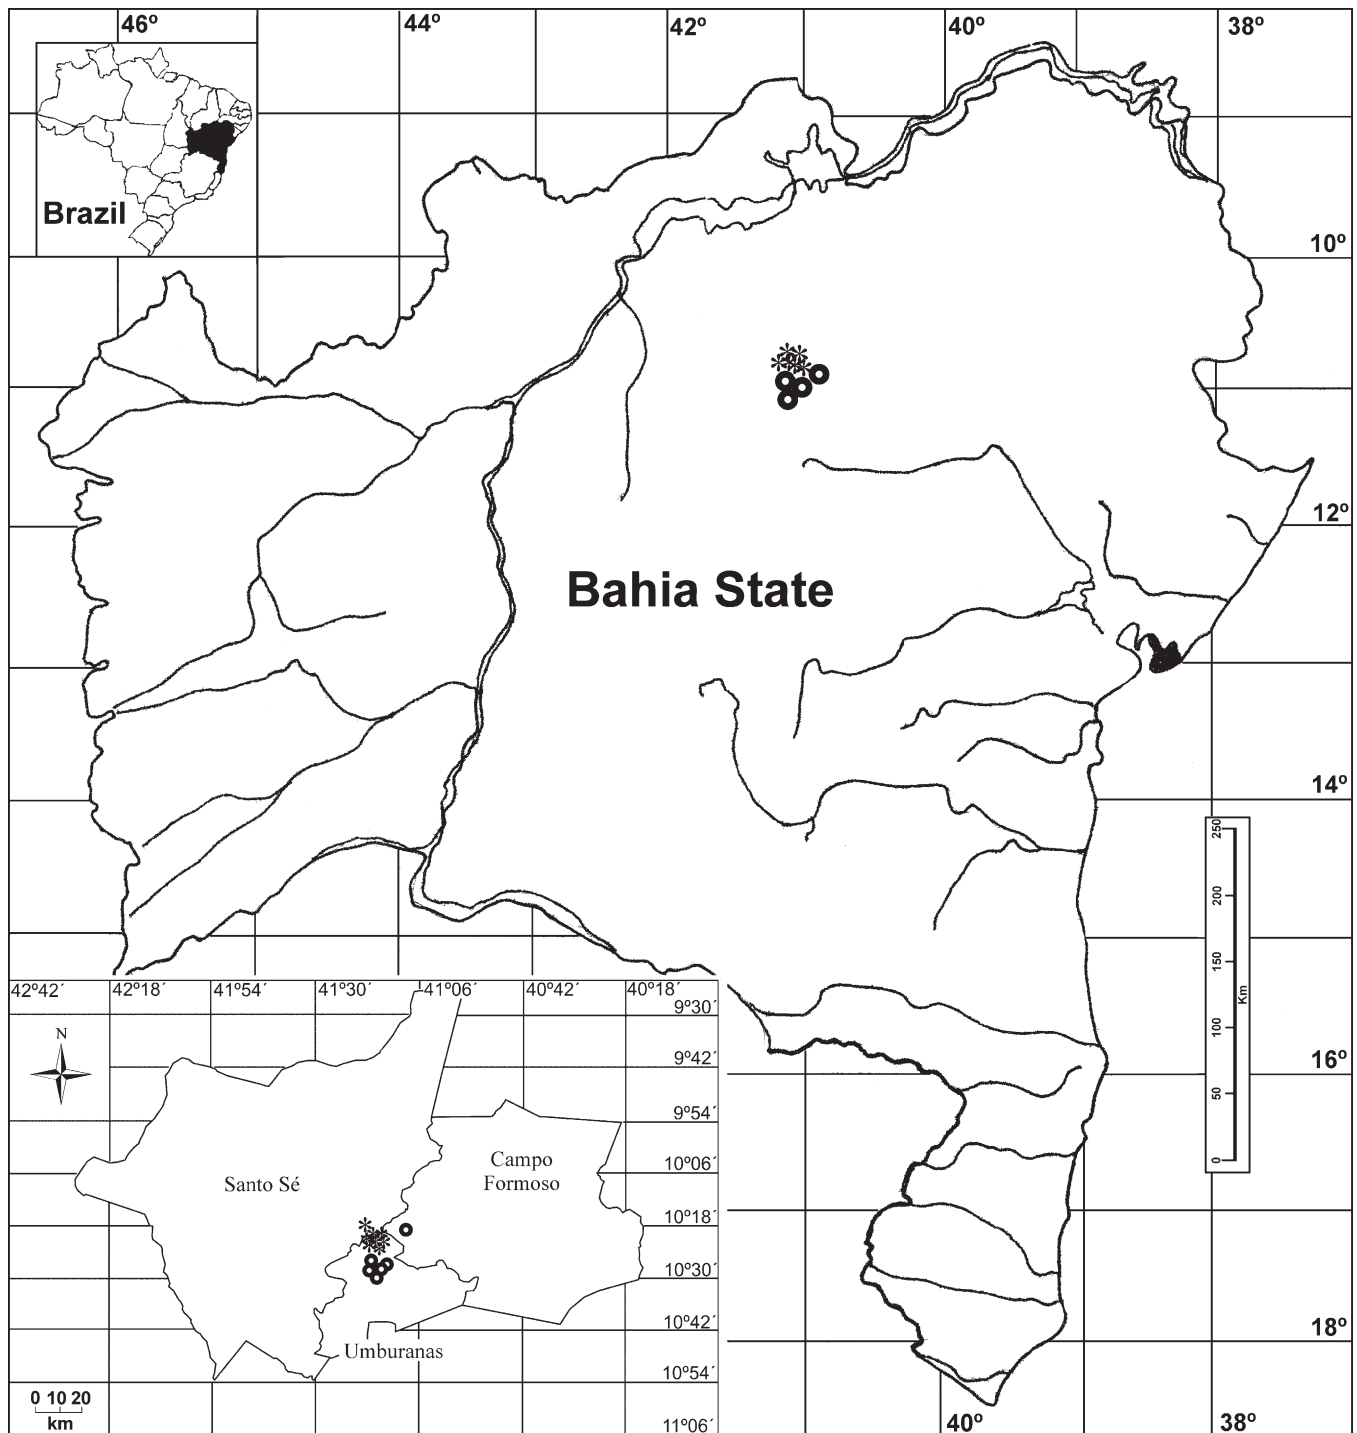 46º 44º 42º 40º 38º
Brazil
10º
12º
Bahia State
14º
250
200
150
100
50
0
Km
16º
18º
40º 38º
42º42´ 42º18´ 41º54´ 41º30´ 41º06´ 40º42´ 40º18´
9º30´
N
9º42´
9º54´
Campo
Formoso
10º06´
Santo Sé
10º18´
10º30´
10º42´
Umburanas
10º54´
0 10 20
km
11º06´